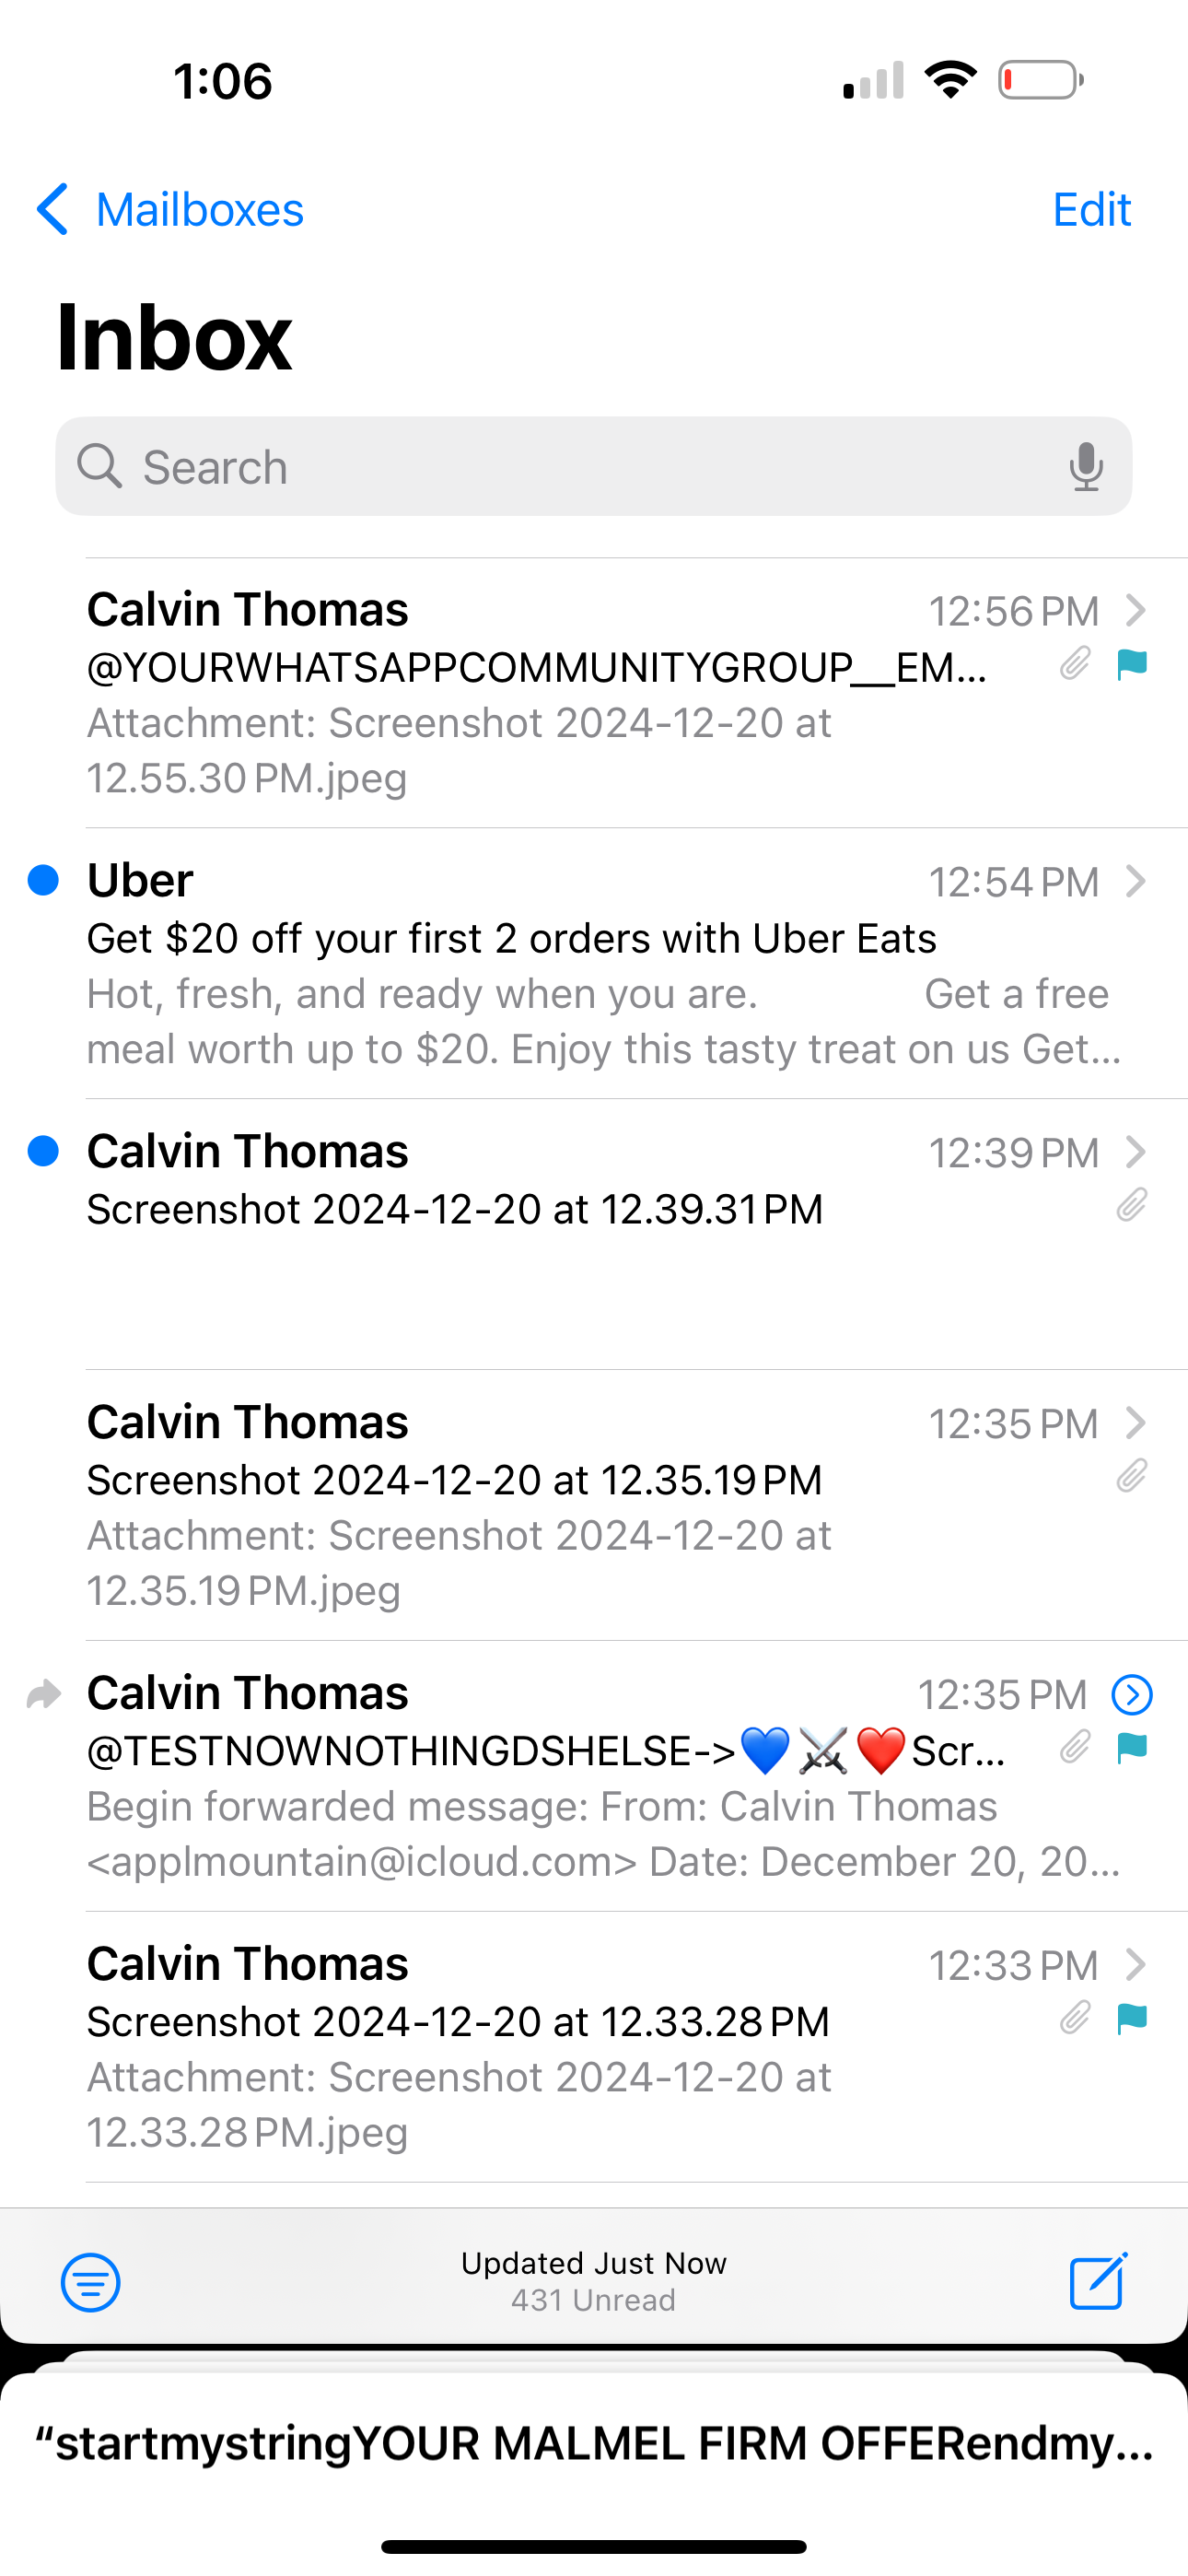 1:06
Mailboxes
Edit
Inbox
Search
Calvin Thomas 12:56 PM
@YOURWHATSAPPCOMMUNITYGROUP__EM...
Attachment: Screenshot 2024-12-20 at
12.55.30 PM.jpeg
Uber 12:54 PM
Get $20 off your first 2 orders with Uber Eats
Hot, fresh, and ready when you are. Get a free
meal worth up to $20. Enjoy this tasty treat on us Get...
Calvin Thomas 12:39 PM
Screenshot 2024-12-20 at 12.39.31 PM
Calvin Thomas 12:35 PM
Screenshot 2024-12-20 at 12.35.19 PM
Attachment: Screenshot 2024-12-20 at
12.35.19 PM.jpeg
Calvin Thomas 12:35 PM
@TESTNOWNOTHINGDSHELSE->💙⚔️❤️Scr...
Begin forwarded message: From: Calvin Thomas
<applmountain@icloud.com> Date: December 20, 20...
Calvin Thomas 12:33 PM
Screenshot 2024-12-20 at 12.33.28 PM
Attachment: Screenshot 2024-12-20 at
12.33.28 PM.jpeg
Updated Just Now
431 Unread
“startmystringYOUR MALMEL FIRM OFFERendmy...